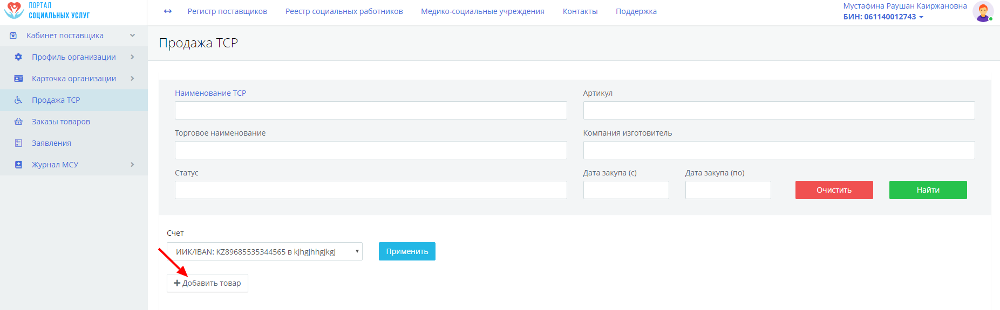 ПОРТАЛ
СОЦИАЛЬНЫХ УСЛУГ
Регистр поставщиков
Реестр социальных работников
Медико-социальные учреждения
Контакты
Поддержка
Мустафина Раушан Каиржановна
БИН: 061140012743
Кабинет поставщика
Профиль организации
Карточка организации
Продажа ТСР
Заказы товаров
Заявления
Журнал МСУ
Продажа ТСР
Наименование ТСР
Артикул
Торговое наименование
Компания изготовитель
Статус
Дата закупа (с)
Дата закупа (по)
Очистить
Найти
Счет
ИИК/IBAN: KZ89685535344565 в kjhgjhhgjkgj
Применить
Добавить товар